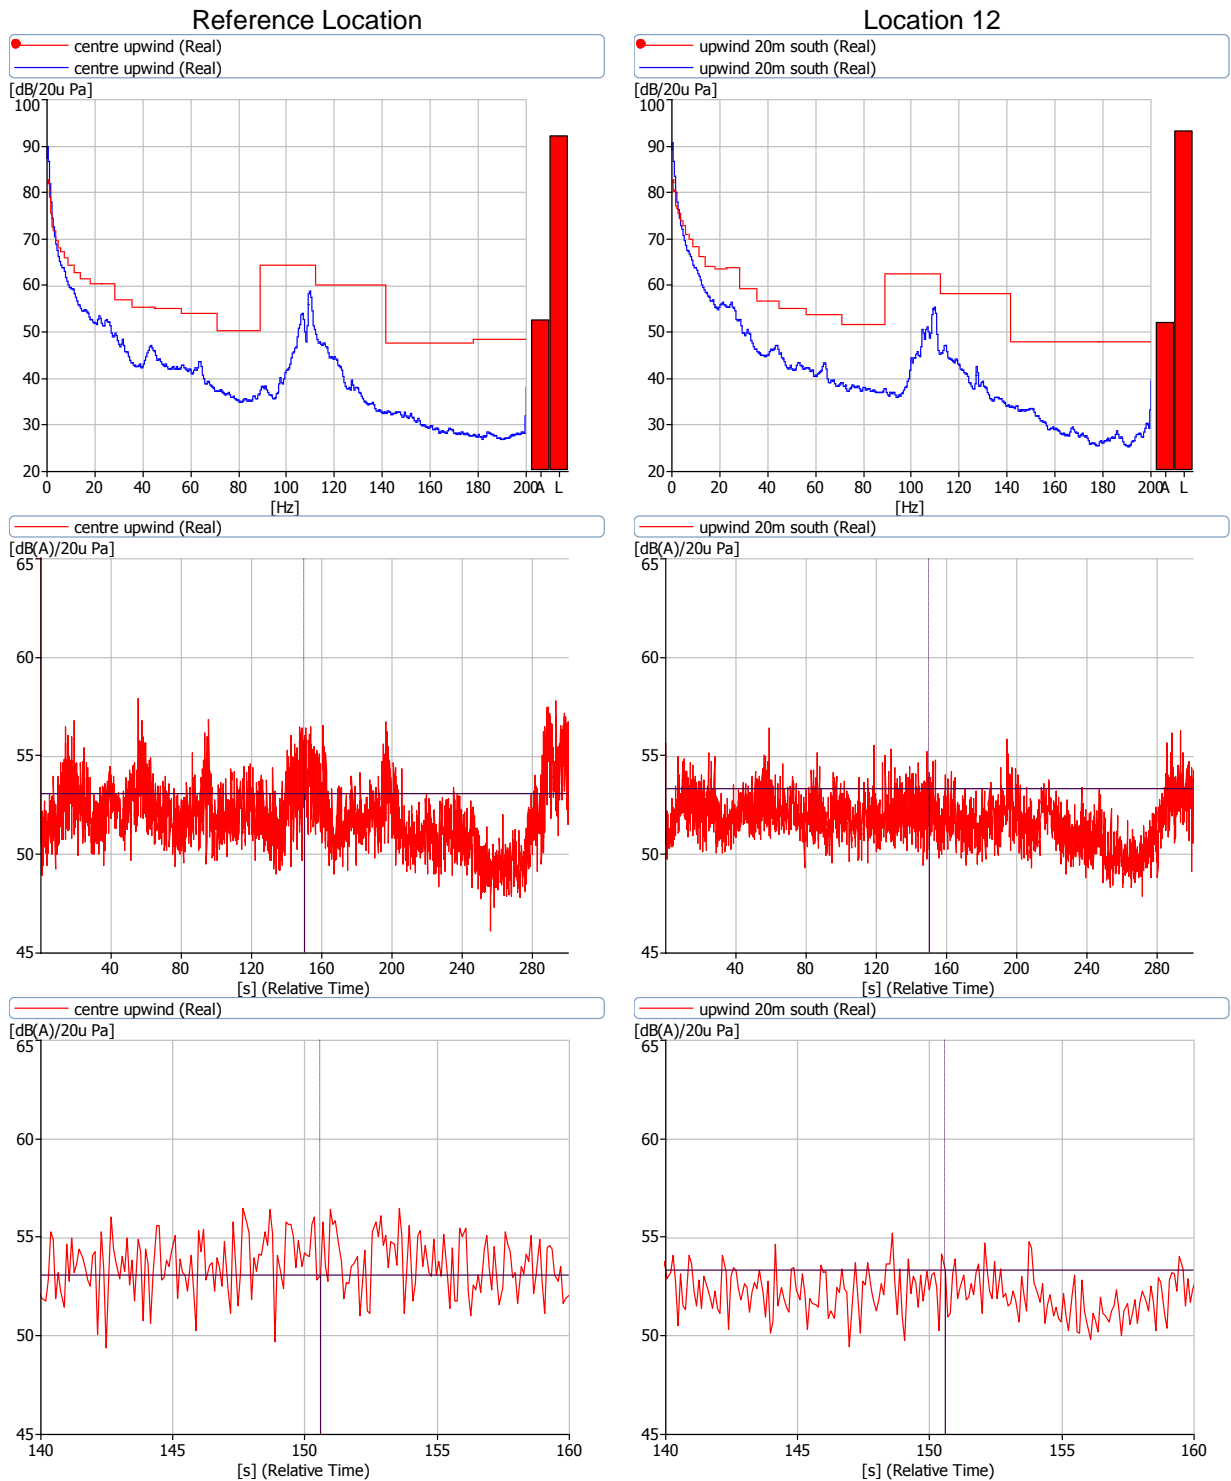 Reference Location
centre upwind (Real)
centre upwind (Real)
[dB/20u Pa]
100
90
80
70
60
50
40
30
20
0 20 40 60 80 100 120 140 160 180 200 A L
[Hz]
Location 12
upwind 20m south (Real)
upwind 20m south (Real)
[dB/20u Pa]
100
90
80
70
60
50
40
30
20
0 20 40 60 80 100 120 140 160 180 200 A L
[Hz]
centre upwind (Real)
[dB(A)/20u Pa]
65
60
55
50
45
40 80 120 160 200 240 280
[s] (Relative Time)
upwind 20m south (Real)
[dB(A)/20u Pa]
65
60
55
50
45
40 80 120 160 200 240 280
[s] (Relative Time)
centre upwind (Real)
[dB(A)/20u Pa]
65
60
55
50
45
140 145 150 155 160
[s] (Relative Time)
upwind 20m south (Real)
[dB(A)/20u Pa]
65
60
55
50
45
140 145 150 155 160
[s] (Relative Time)